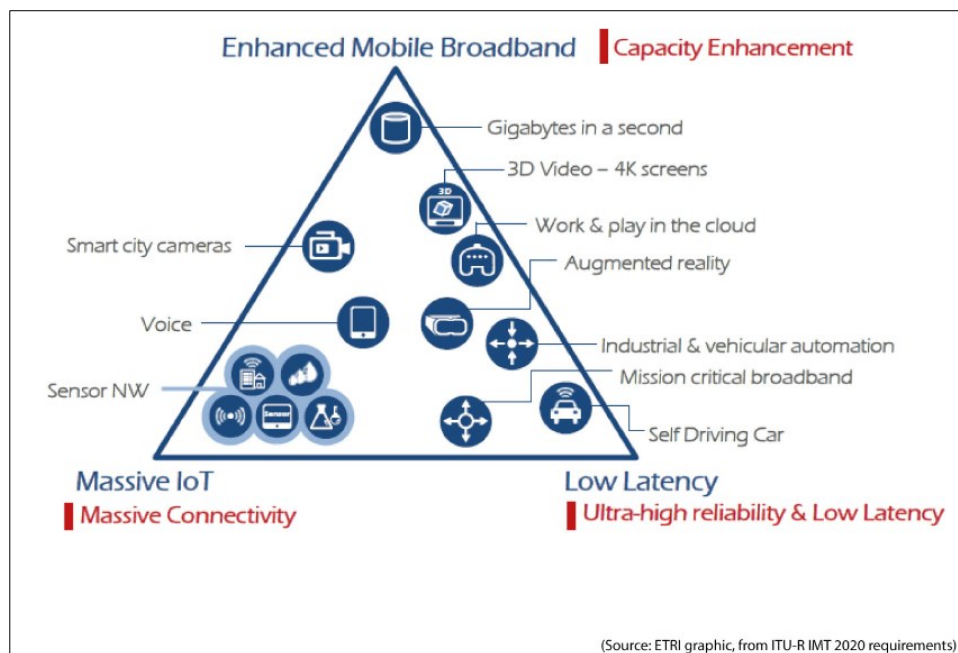 Enhanced Mobile Broadband
Capacity Enhancement
Gigabytes in a second
3D Video – 4K screens
3D
Work & play in the cloud
Smart city cameras
Augmented reality
Voice
Industrial & vehicular automation
Mission critical broadband
Sensor NW
Sensor
Self Driving Car
Massive IoT
Low Latency
Massive Connectivity
Ultra-high reliability & Low Latency
(Source: ETRI graphic, from ITU-R IMT 2020 requirements)